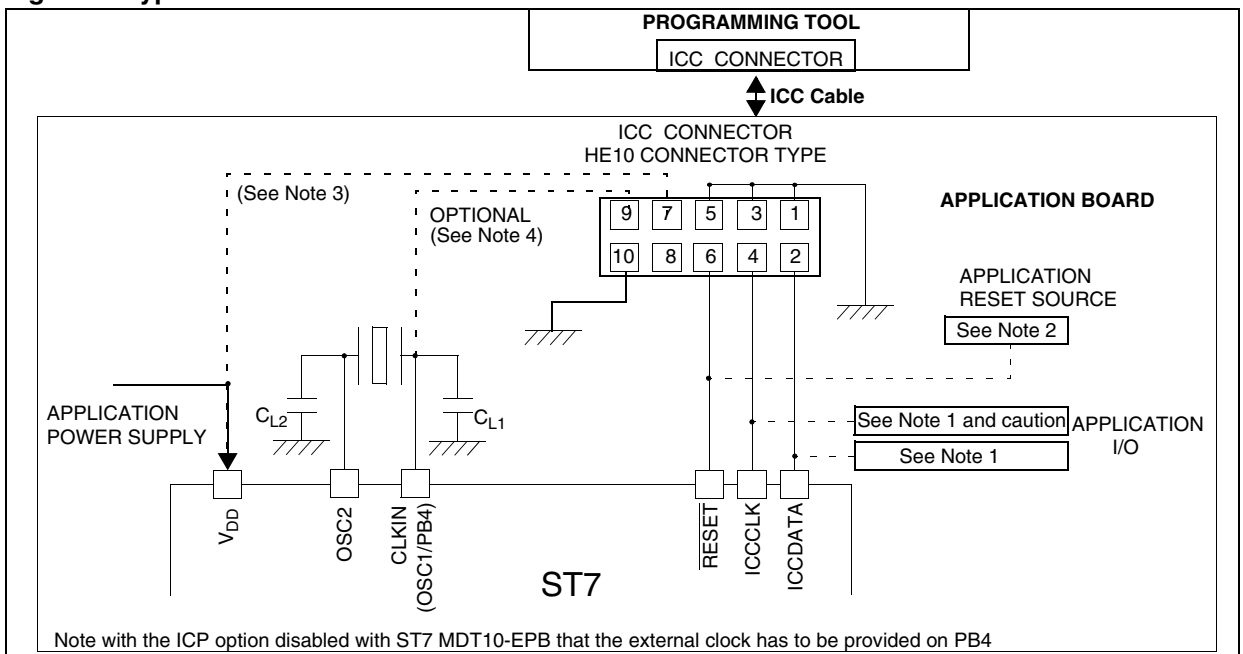 PROGRAMMING TOOL
ICC CONNECTOR
ICC Cable
ICC CONNECTOR
HE10 CONNECTOR TYPE
(See Note 3)
OPTIONAL
(See Note 4)
9 7 5 3 1
10 8 6 4 2
APPLICATION BOARD
APPLICATION
RESET SOURCE
See Note 2
APPLICATION
POWER SUPPLY
CL2
CL1
See Note 1 and caution
See Note 1
APPLICATION
I/O
VDD
OSC2
CLKIN
(OSC1/PB4)
RESET
ICCCLK
ICCDATA
ST7
Note with the ICP option disabled with ST7 MDT10-EPB that the external clock has to be provided on PB4